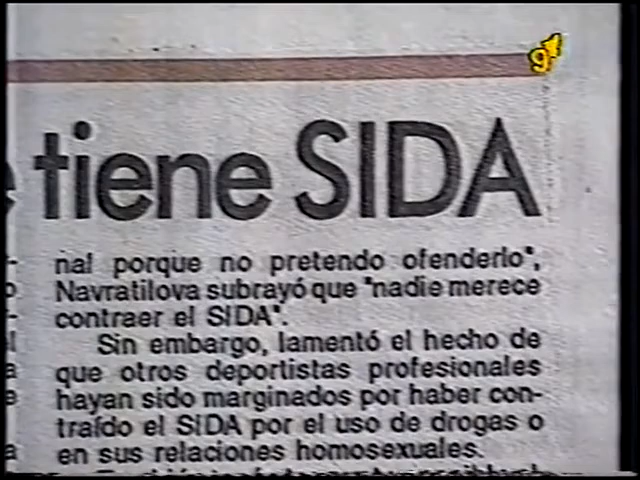 9
tiene SIDA
nal porque no pretendo ofenderlo",
Navratilova subrayó que "nadie merece
contraer el SIDA".
Sin embargo, lamentó el hecho de
que otros deportistas profesionales
hayan sido marginados por haber con-
traído el SIDA por el uso de drogas o
en sus relaciones homosexuales.